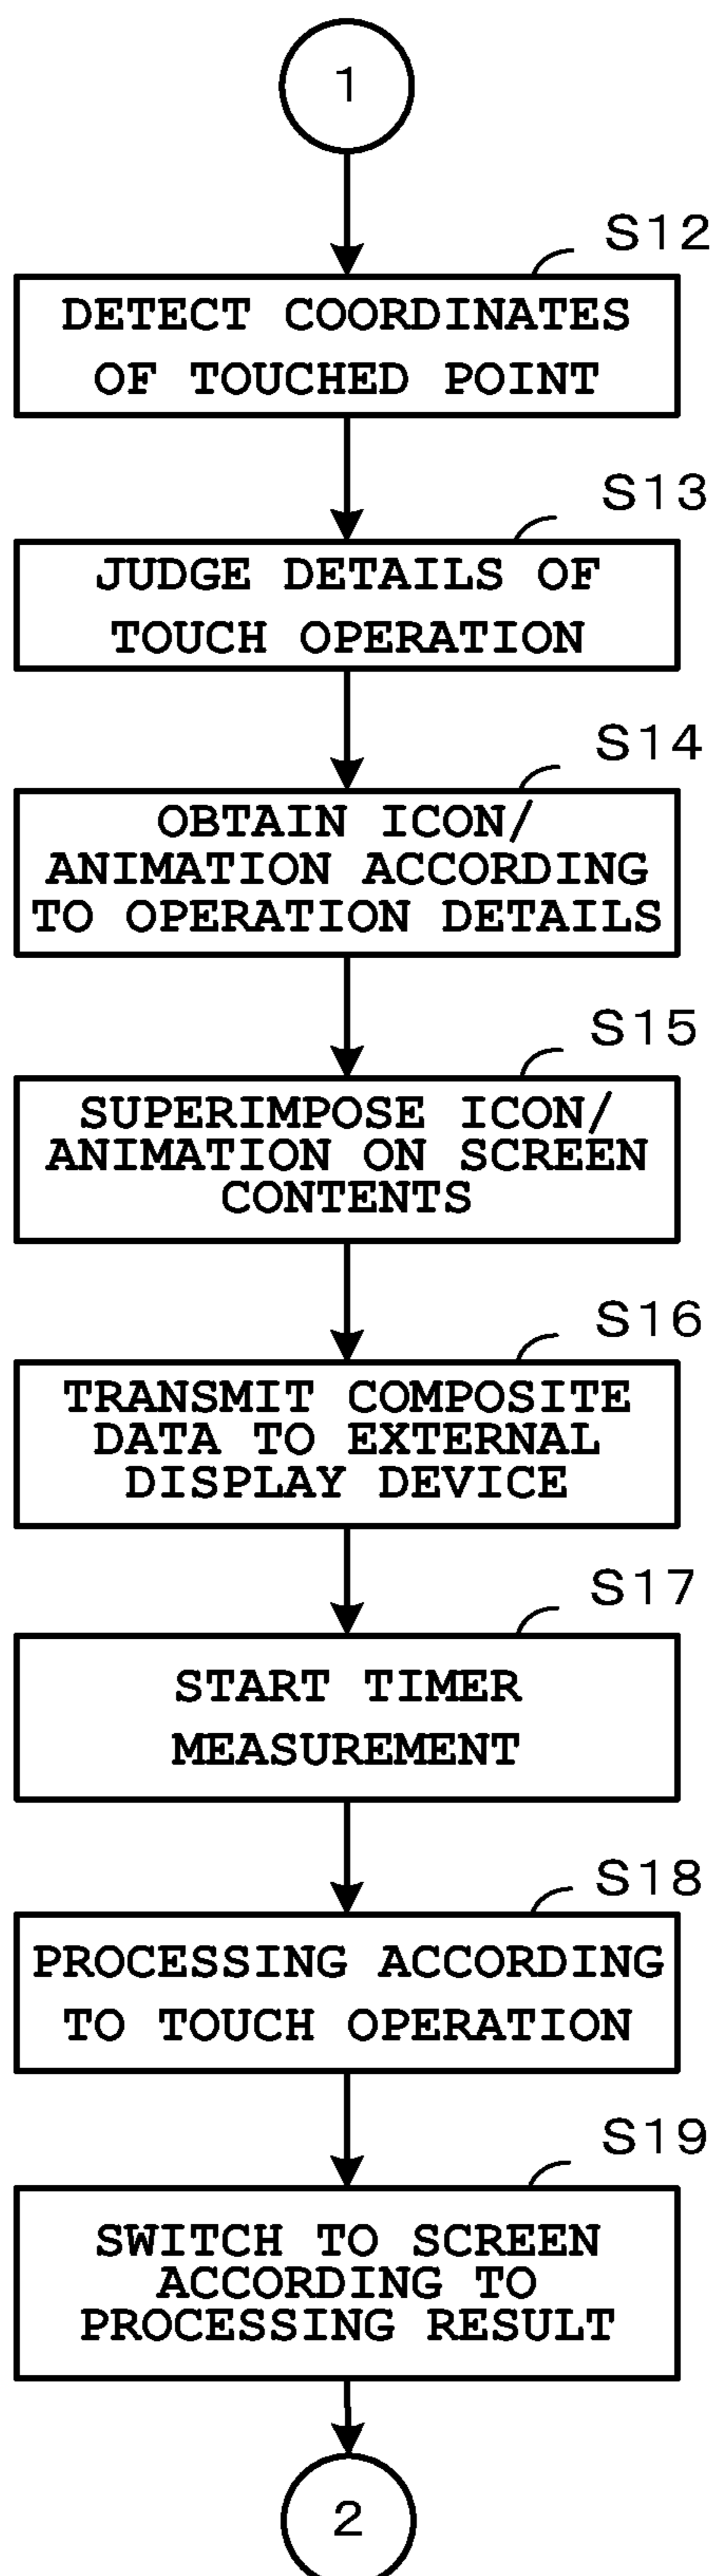 1
S12
DETECT COORDINATES
OF TOUCHED POINT
S13
JUDGE DETAILS OF
TOUCH OPERATION
S14
OBTAIN ICON/
ANIMATION ACCORDING
TO OPERATION DETAILS
S15
SUPERIMPOSE ICON/
ANIMATION ON SCREEN
CONTENTS
S16
TRANSMIT COMPOSITE
DATA TO EXTERNAL
DISPLAY DEVICE
S17
START TIMER
MEASUREMENT
S18
PROCESSING ACCORDING
TO TOUCH OPERATION
S19
SWITCH TO SCREEN
ACCORDING TO
PROCESSING RESULT
2